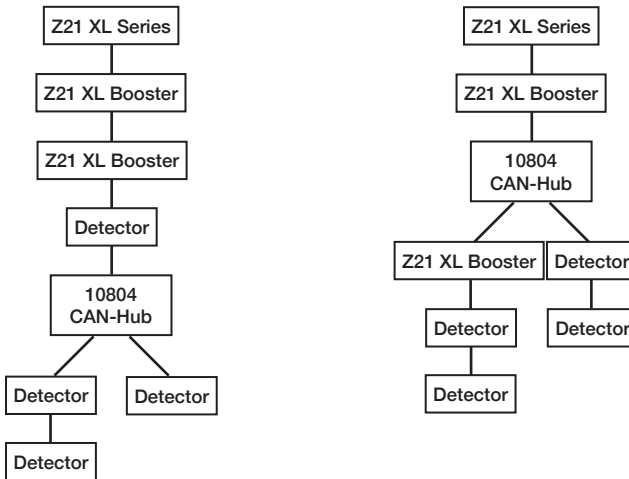 Z21 XL Series
Z21 XL Booster
Z21 XL Booster
Detector
10804
CAN-Hub
Detector
Detector
Detector
Z21 XL Series
Z21 XL Booster
10804
CAN-Hub
Z21 XL Booster
Detector
Detector
Detector
Detector